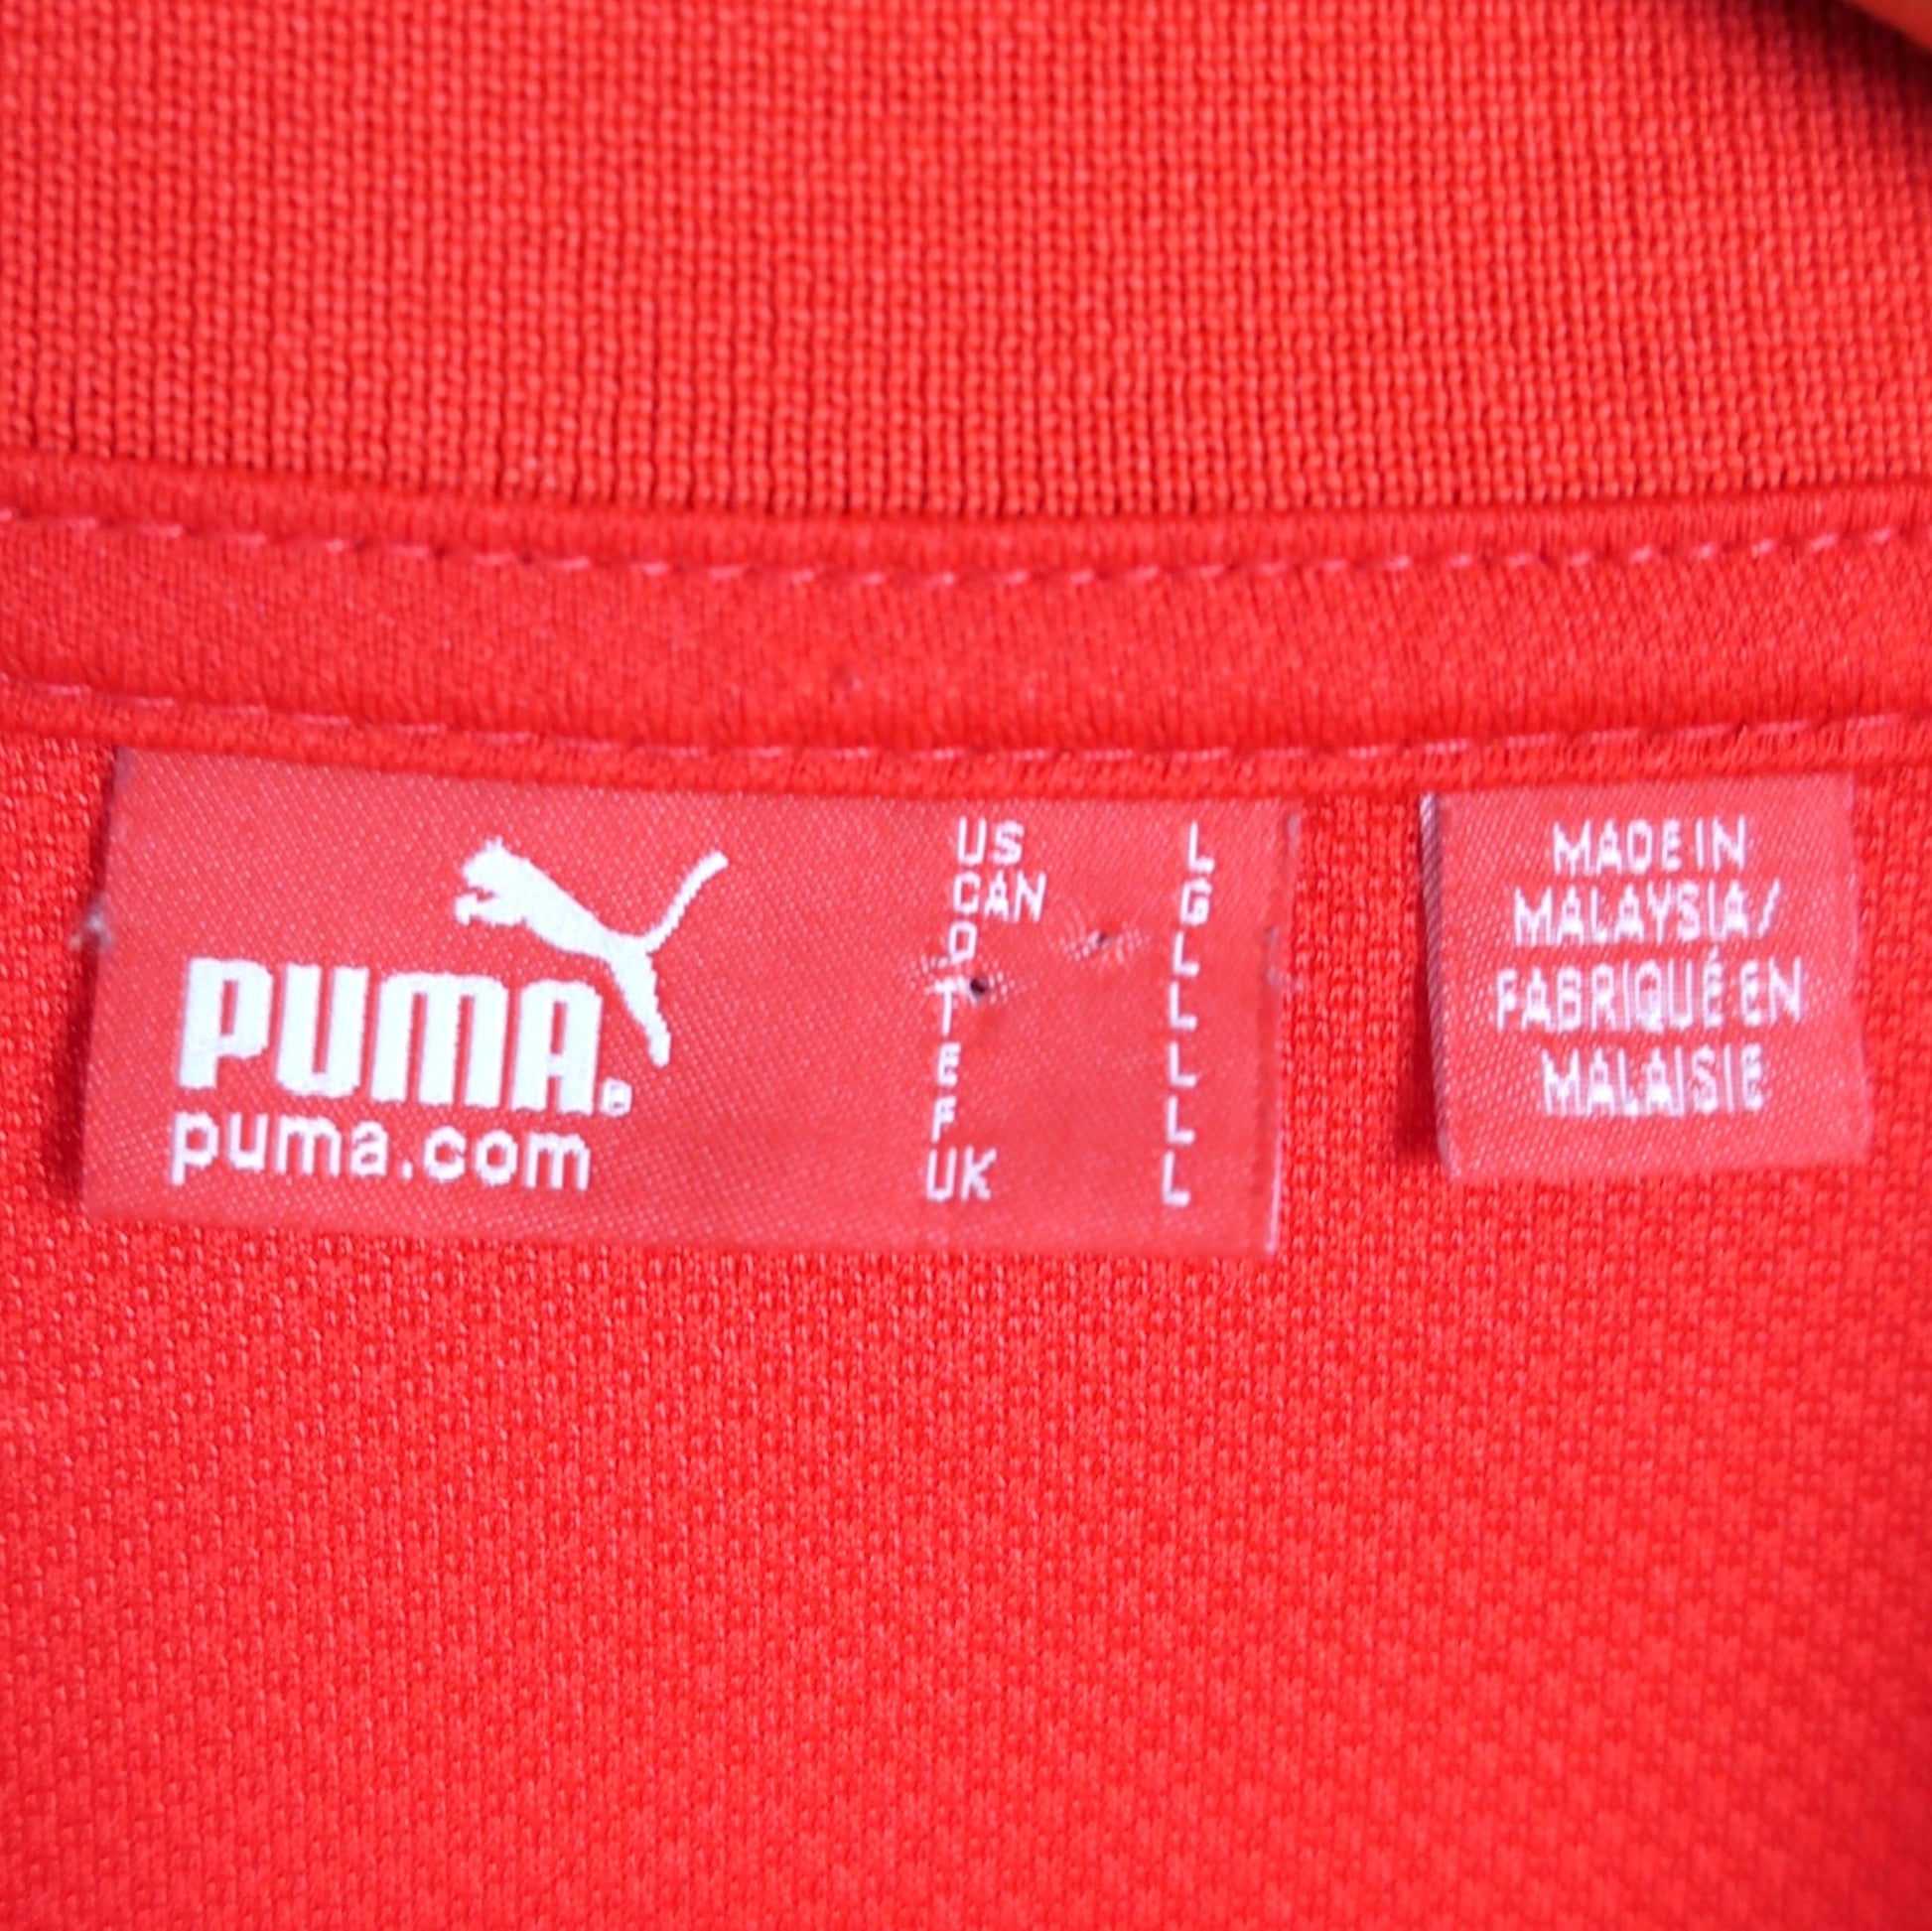 PUMA®
puma.com
US L
CAN G
D L
T L
E L
F L
UK L
MADE IN
MALAYSIA/
FABRIQUÉ EN
MALAISIE